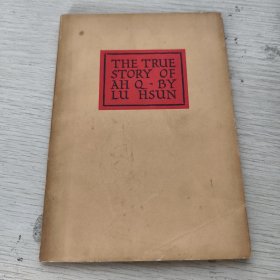 THE TRUE
STORY OF
AH Q - BY
LU HSUN